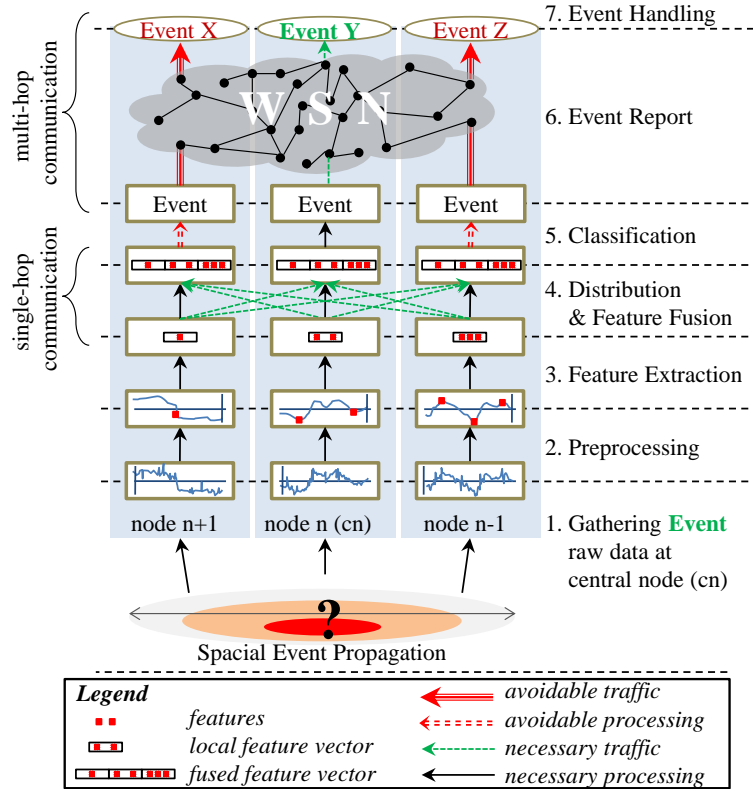 Event X
Event Y
Event Z
7. Event Handling
multi-hop
communication
W S N
6. Event Report
Event
Event
Event
5. Classification
single-hop
communication
4. Distribution
& Feature Fusion
3. Feature Extraction
2. Preprocessing
node n+1
node n (cn)
node n-1
1. Gathering Event
raw data at
central node (cn)
?
Spacial Event Propagation
Legend
features
local feature vector
fused feature vector
avoidable traffic
avoidable processing
necessary traffic
necessary processing